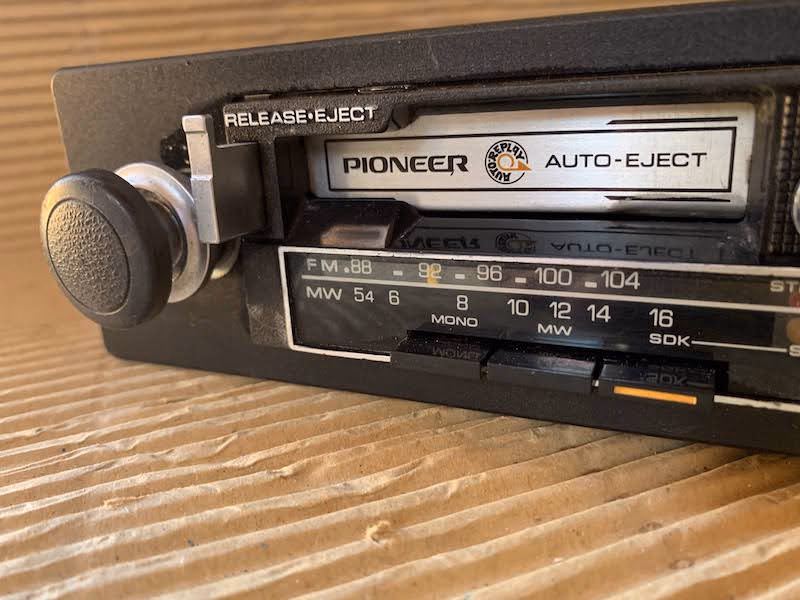 RELEASE•EJECT
PIONEER AUTO-REPLAY AUTO-EJECT
FM 88 92 96 100 104
MW 54 6 8 10 12 14 16
MONO MW SDK